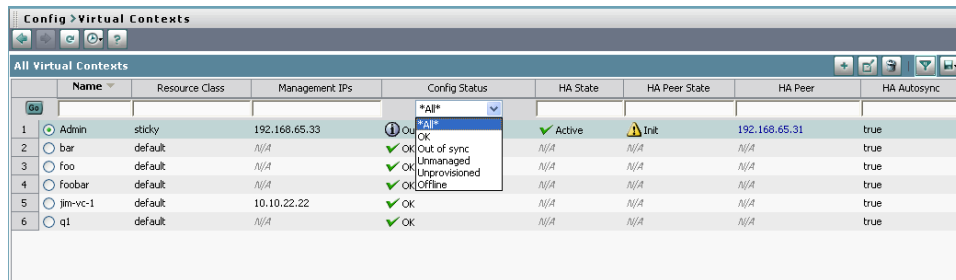 Config > Virtual Contexts
All Virtual Contexts
Name Resource Class Management IPs Config Status HA State HA Peer State HA Peer HA Autosync
Go *All*
1 Admin sticky 192.168.65.33 Active Init 192.168.65.31 true
2 bar default N/A OK N/A N/A N/A true
3 foo default N/A OK N/A N/A N/A true
4 foobar default N/A OK N/A N/A N/A true
5 jim-vc-1 default 10.10.22.22 OK N/A N/A N/A true
6 q1 default N/A OK N/A N/A N/A true
*All*
OK
Out of sync
Unmanaged
Unprovisioned
Offline